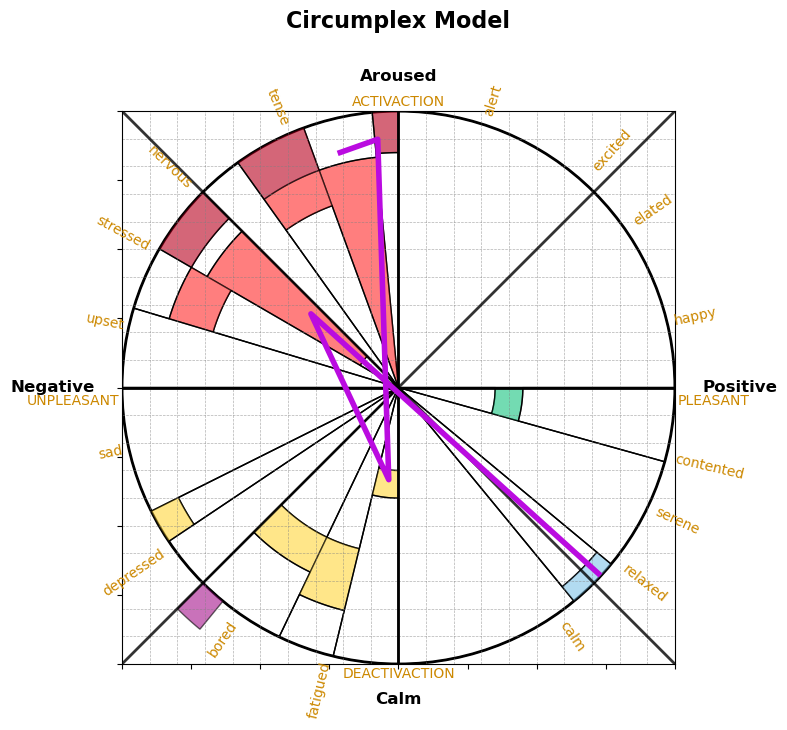 Circumplex Model
Aroused
ACTIVACTION
tense
alert
nervous
excited
stressed
elated
upset
happy
Negative
Positive
UNPLEASANT
PLEASANT
sad
contented
serene
depressed
relaxed
bored
calm
fatigued
DEACTIVACTION
Calm